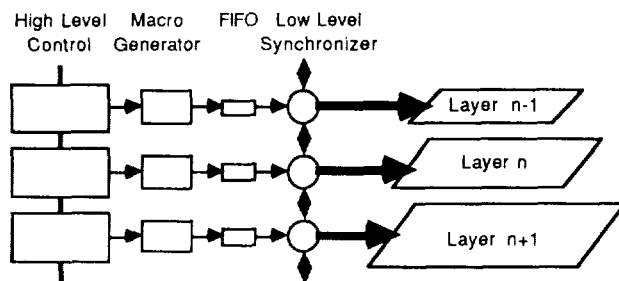 High Level Control
Macro Generator
FIFO
Low Level Synchronizer
Layer n-1
Layer n
Layer n+1